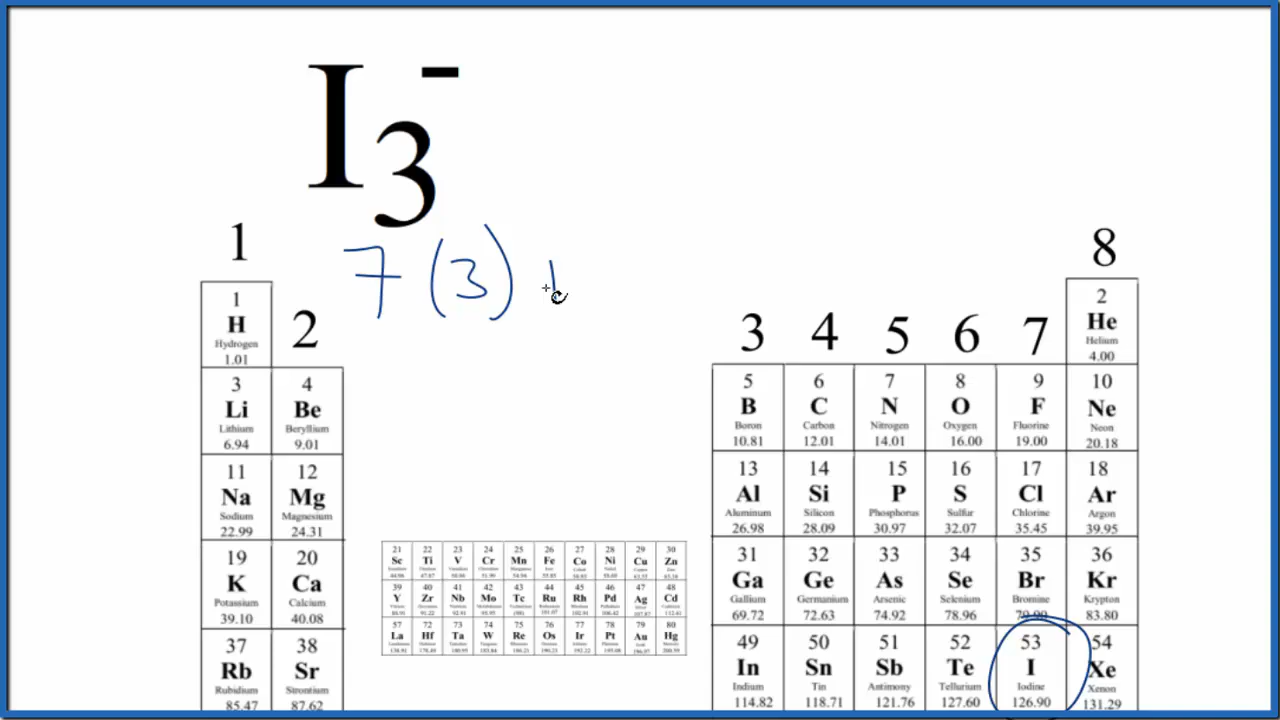 I3-
7 (3)
1
8
2
3 4 5 6 7
1 2
H He
Hydrogen Helium
1.01 4.00
3 4 5 6 7 8 9 10
Li Be B C N O F Ne
Lithium Beryllium Boron Carbon Nitrogen Oxygen Fluorine Neon
6.94 9.01 10.81 12.01 14.01 16.00 19.00 20.18
11 12 13 14 15 16 17 18
Na Mg Al Si P S Cl Ar
Sodium Magnesium Aluminum Silicon Phosphorus Sulfur Chlorine Argon
22.99 24.31 26.98 28.09 30.97 32.07 35.45 39.95
19 20 31 32 33 34 35 36
K Ca Ga Ge As Se Br Kr
Potassium Calcium Gallium Germanium Arsenic Selenium Bromine Krypton
39.10 40.08 69.72 72.63 74.92 78.96 79.90 83.80
21 22 23 24 25 26 27 28 29 30
Sc Ti V Cr Mn Fe Co Ni Cu Zn
39 40 41 42 43 44 45 46 47 48
Y Zr Nb Mo Tc Ru Rh Pd Ag Cd
57 72 73 74 75 76 77 78 79 80
La Hf Ta W Re Os Ir Pt Au Hg
37 38 49 50 51 52 53 54
Rb Sr In Sn Sb Te I Xe
Rubidium Strontium Indium Tin Antimony Tellurium Iodine Xenon
85.47 87.62 114.82 118.71 121.76 127.60 126.90 131.29